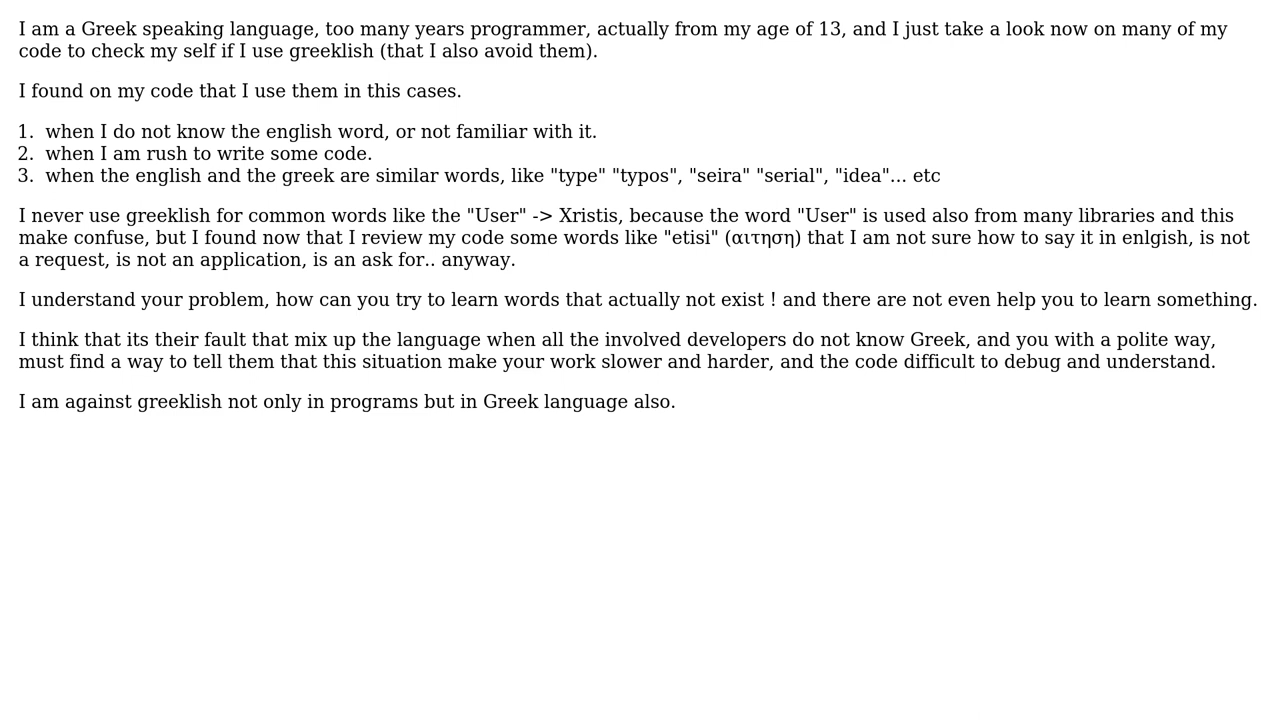 I am a Greek speaking language, too many years programmer, actually from my age of 13, and I just take a look now on many of my
code to check my self if I use greeklish (that I also avoid them).
I found on my code that I use them in this cases.
1. when I do not know the english word, or not familiar with it.
2. when I am rush to write some code.
3. when the english and the greek are similar words, like "type" "typos", "seira" "serial", "idea"... etc
I never use greeklish for common words like the "User" -> Xristis, because the word "User" is used also from many libraries and this
make confuse, but I found now that I review my code some words like "etisi" (αιτηση) that I am not sure how to say it in enlgish, is not
a request, is not an application, is an ask for.. anyway.
I understand your problem, how can you try to learn words that actually not exist ! and there are not even help you to learn something.
I think that its their fault that mix up the language when all the involved developers do not know Greek, and you with a polite way,
must find a way to tell them that this situation make your work slower and harder, and the code difficult to debug and understand.
I am against greeklish not only in programs but in Greek language also.